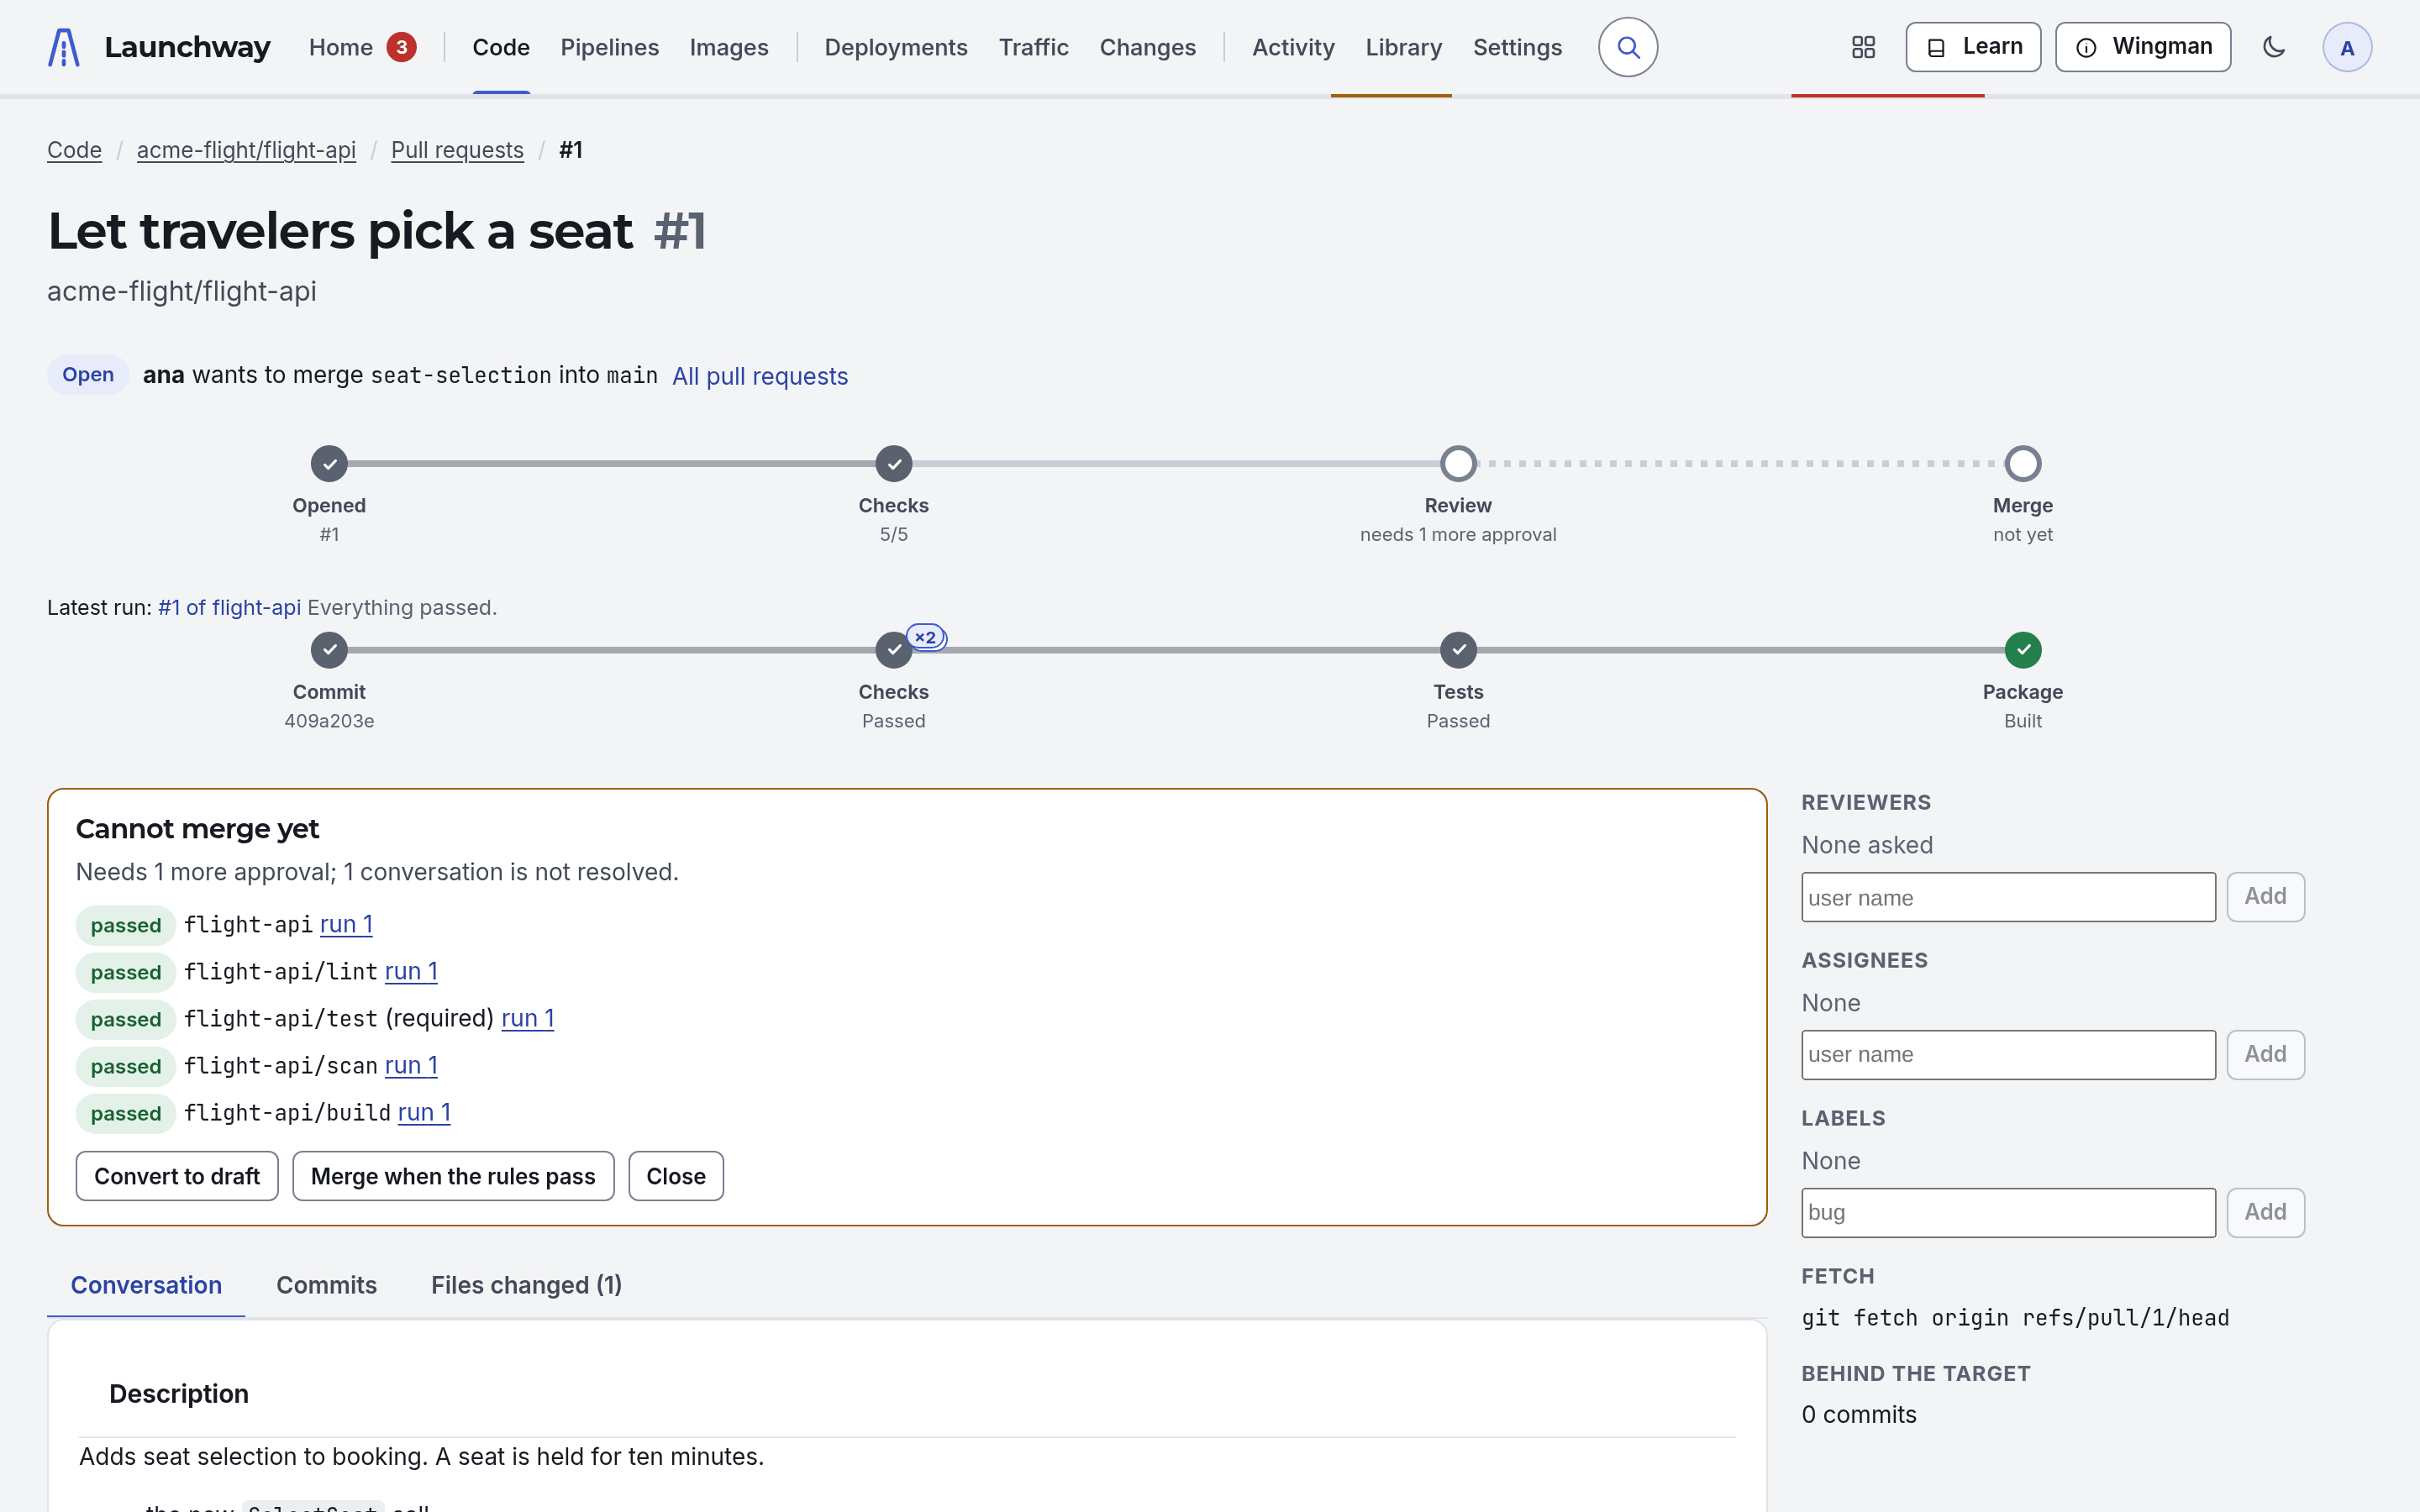 Launchway Home 3 Code Pipelines Images Deployments Traffic Changes Activity Library Settings Learn Wingman A
Code / acme-flight/flight-api / Pull requests / #1
Let travelers pick a seat #1
acme-flight/flight-api
Open ana wants to merge seat-selection into main All pull requests
Opened Checks Review Merge
#1 5/5 needs 1 more approval not yet
Latest run: #1 of flight-api Everything passed.
×2
Commit Checks Tests Package
409a203e Passed Passed Built
Cannot merge yet
Needs 1 more approval; 1 conversation is not resolved.
passed flight-api run 1
passed flight-api/lint run 1
passed flight-api/test (required) run 1
passed flight-api/scan run 1
passed flight-api/build run 1
Convert to draft Merge when the rules pass Close
Conversation Commits Files changed (1)
Description
Adds seat selection to booking. A seat is held for ten minutes.
the new SelectSeat call
REVIEWERS
None asked
user name Add
ASSIGNEES
None
user name Add
LABELS
None
bug Add
FETCH
git fetch origin refs/pull/1/head
BEHIND THE TARGET
0 commits